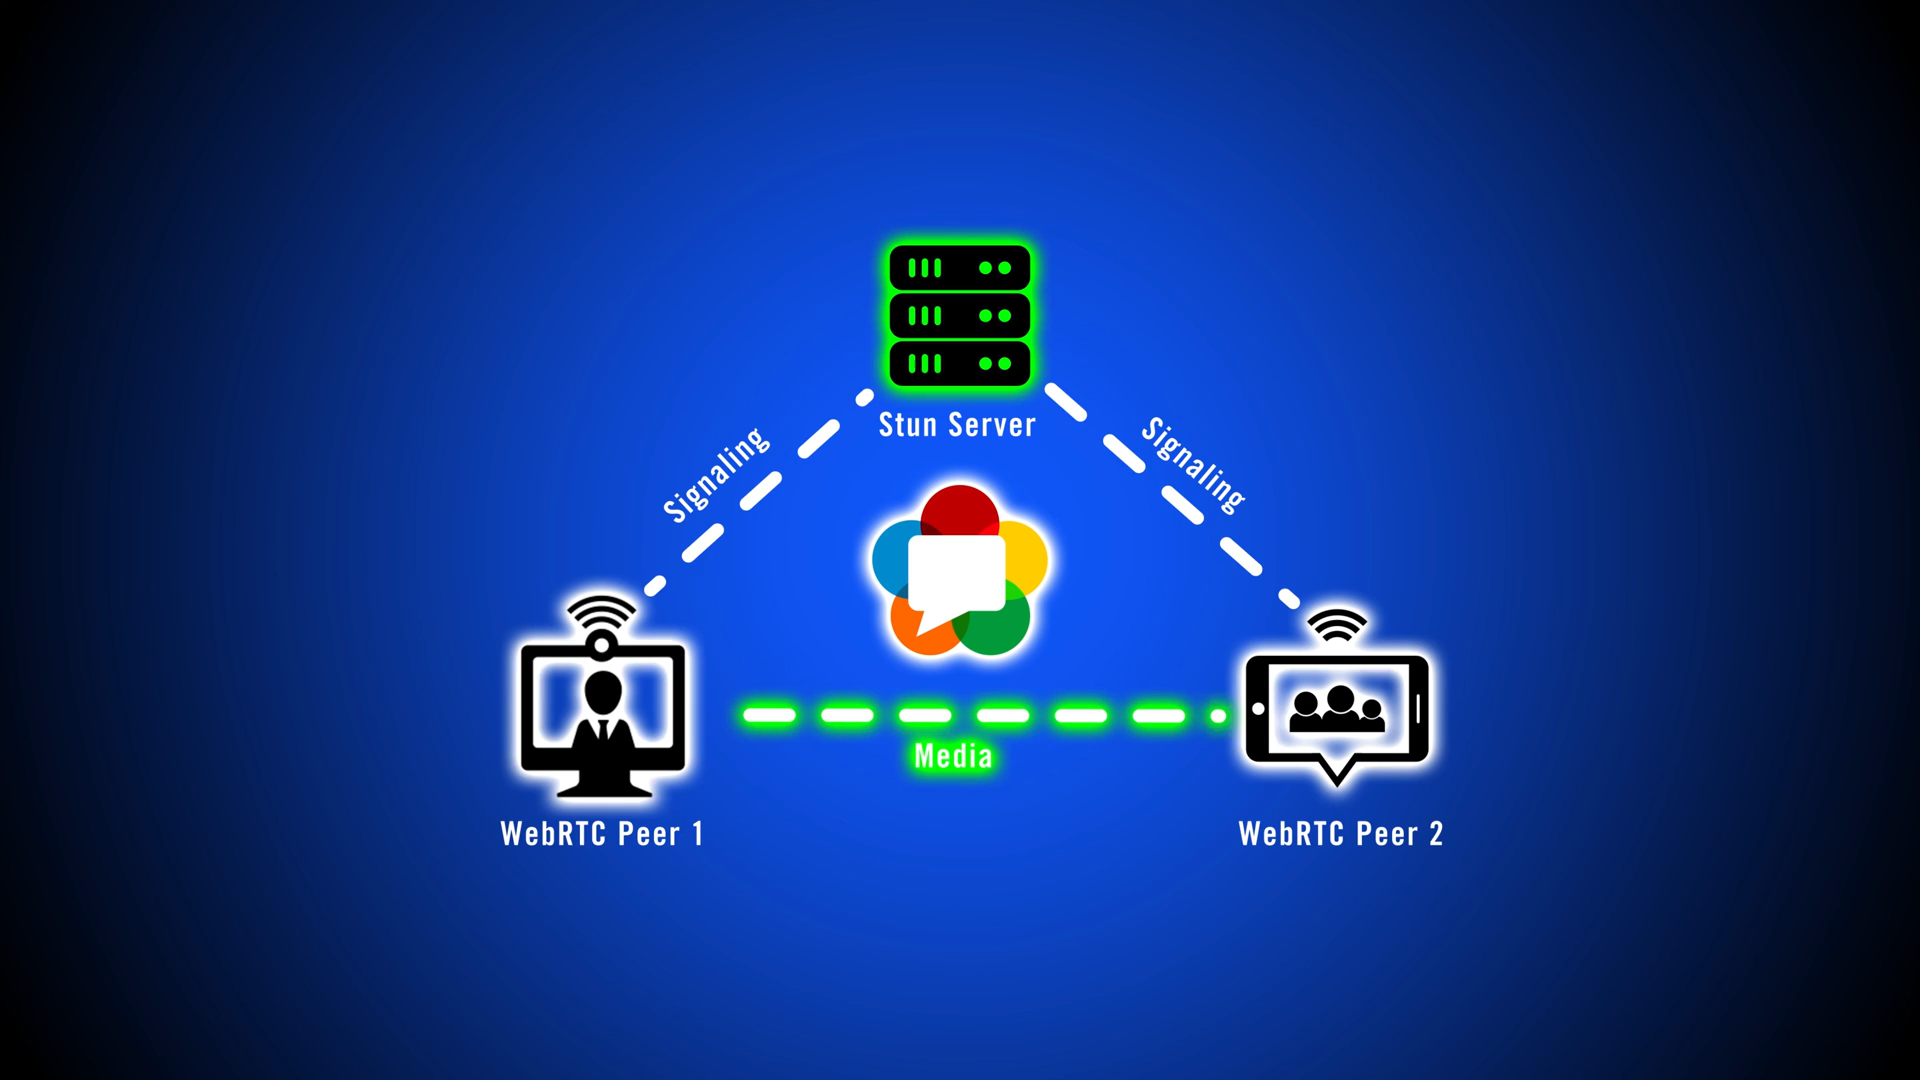 Stun Server
Signaling
Signaling
Media
WebRTC Peer 1
WebRTC Peer 2